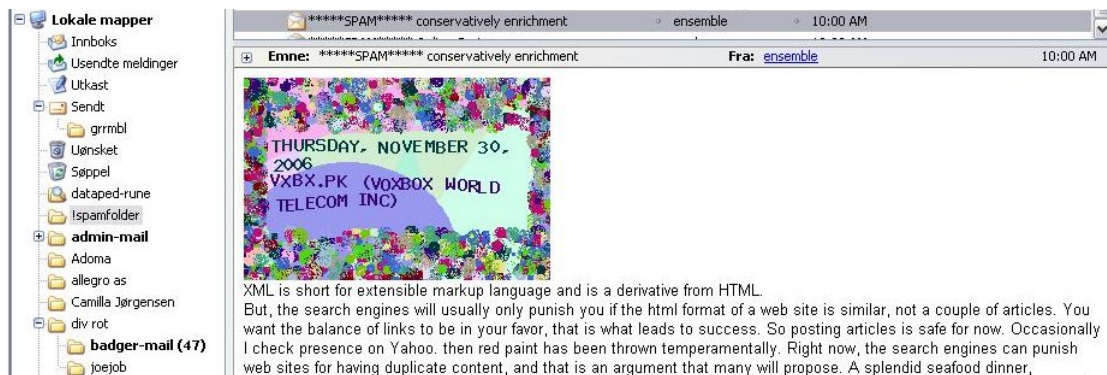 Lokale mapper
Innboks
Usendte meldinger
Utkast
Sendt
grrmbl
Uønsket
Søppel
dataped-rune
!spamfolder
admin-mail
Adoma
allegro as
Camilla Jørgensen
div rot
badger-mail (47)
joejob
*****SPAM***** conservatively enrichment ensemble 10:00 AM
Emne: *****SPAM***** conservatively enrichment Fra: ensemble 10:00 AM
THURSDAY, NOVEMBER 30,
2006
VXBX.PK (VOXBOX WORLD
TELECOM INC)
XML is short for extensible markup language and is a derivative from HTML.
But, the search engines will usually only punish you if the html format of a web site is similar, not a couple of articles. You
want the balance of links to be in your favor, that is what leads to success. So posting articles is safe for now. Occasionally
I check presence on Yahoo. then red paint has been thrown temperamentally. Right now, the search engines can punish
web sites for having duplicate content, and that is an argument that many will propose. A splendid seafood dinner,